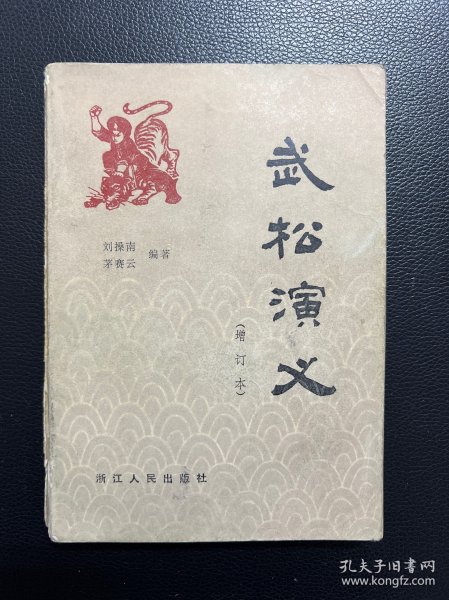 武松演义
(增订本)
刘操南
茅赛云
编著
浙江人民出版社
孔夫子旧书网
www.kongfz.com